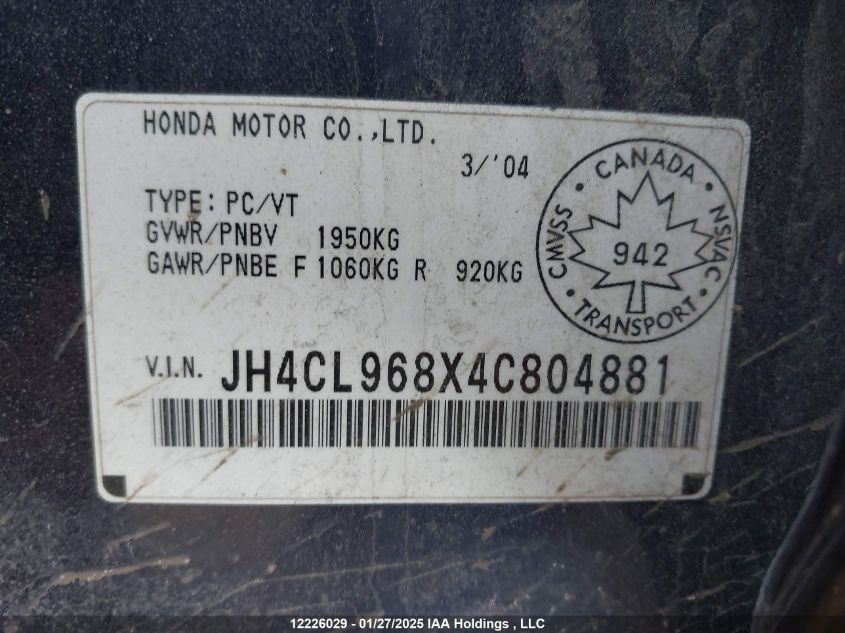 HONDA MOTOR CO.,LTD.
3/'04
TYPE: PC/VT
GVWR/PNBV 1950KG
GAWR/PNBE F 1060KG R 920KG
CANADA
CMVSS
942
NSVAC
TRANSPORT
V.I.N. JH4CL968X4C804881
12226029 - 01/27/2025 IAA Holdings , LLC